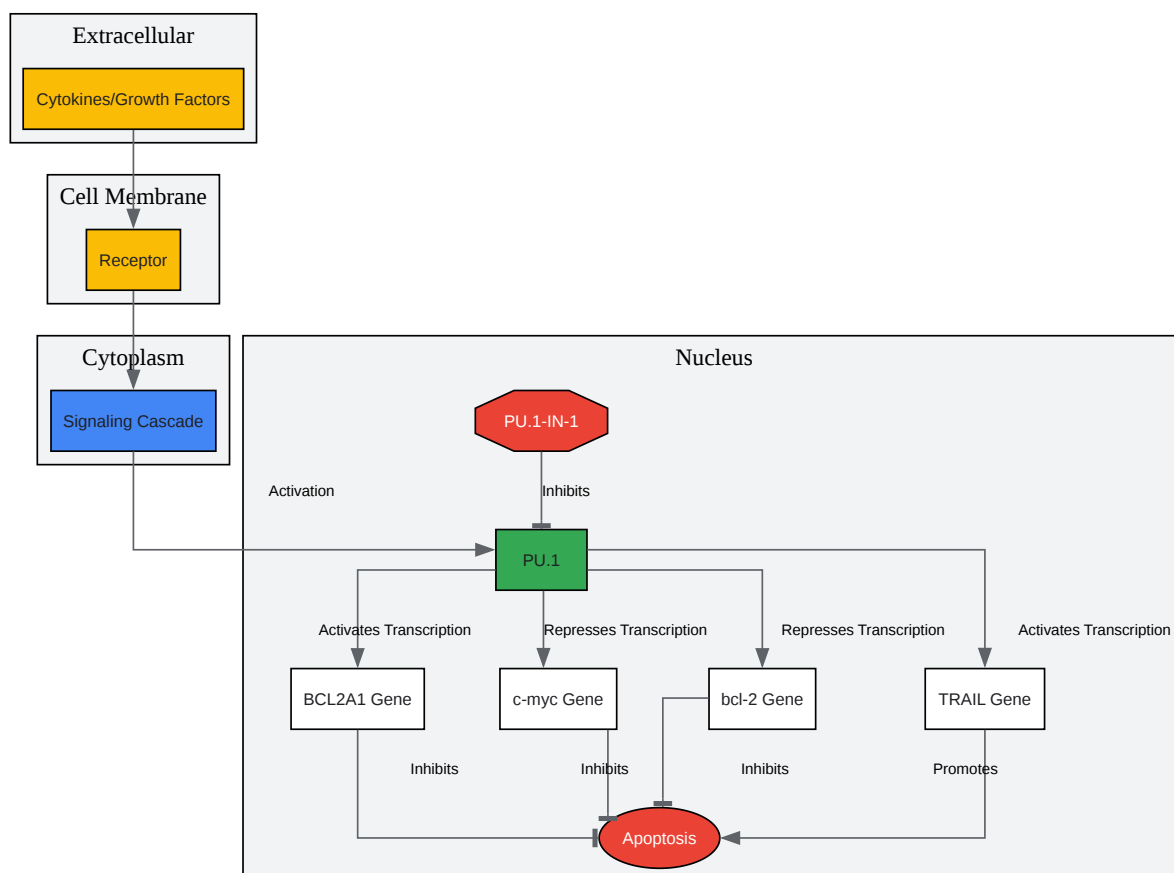 Extracellular
Cytokines/Growth Factors
Cell Membrane
Receptor
Cytoplasm
Nucleus
Signaling Cascade
PU.1-IN-1
Activation
Inhibits
PU.1
Activates Transcription
Represses Transcription
Represses Transcription
Activates Transcription
BCL2A1 Gene
c-myc Gene
bcl-2 Gene
TRAIL Gene
Inhibits
Inhibits
Inhibits
Promotes
Apoptosis